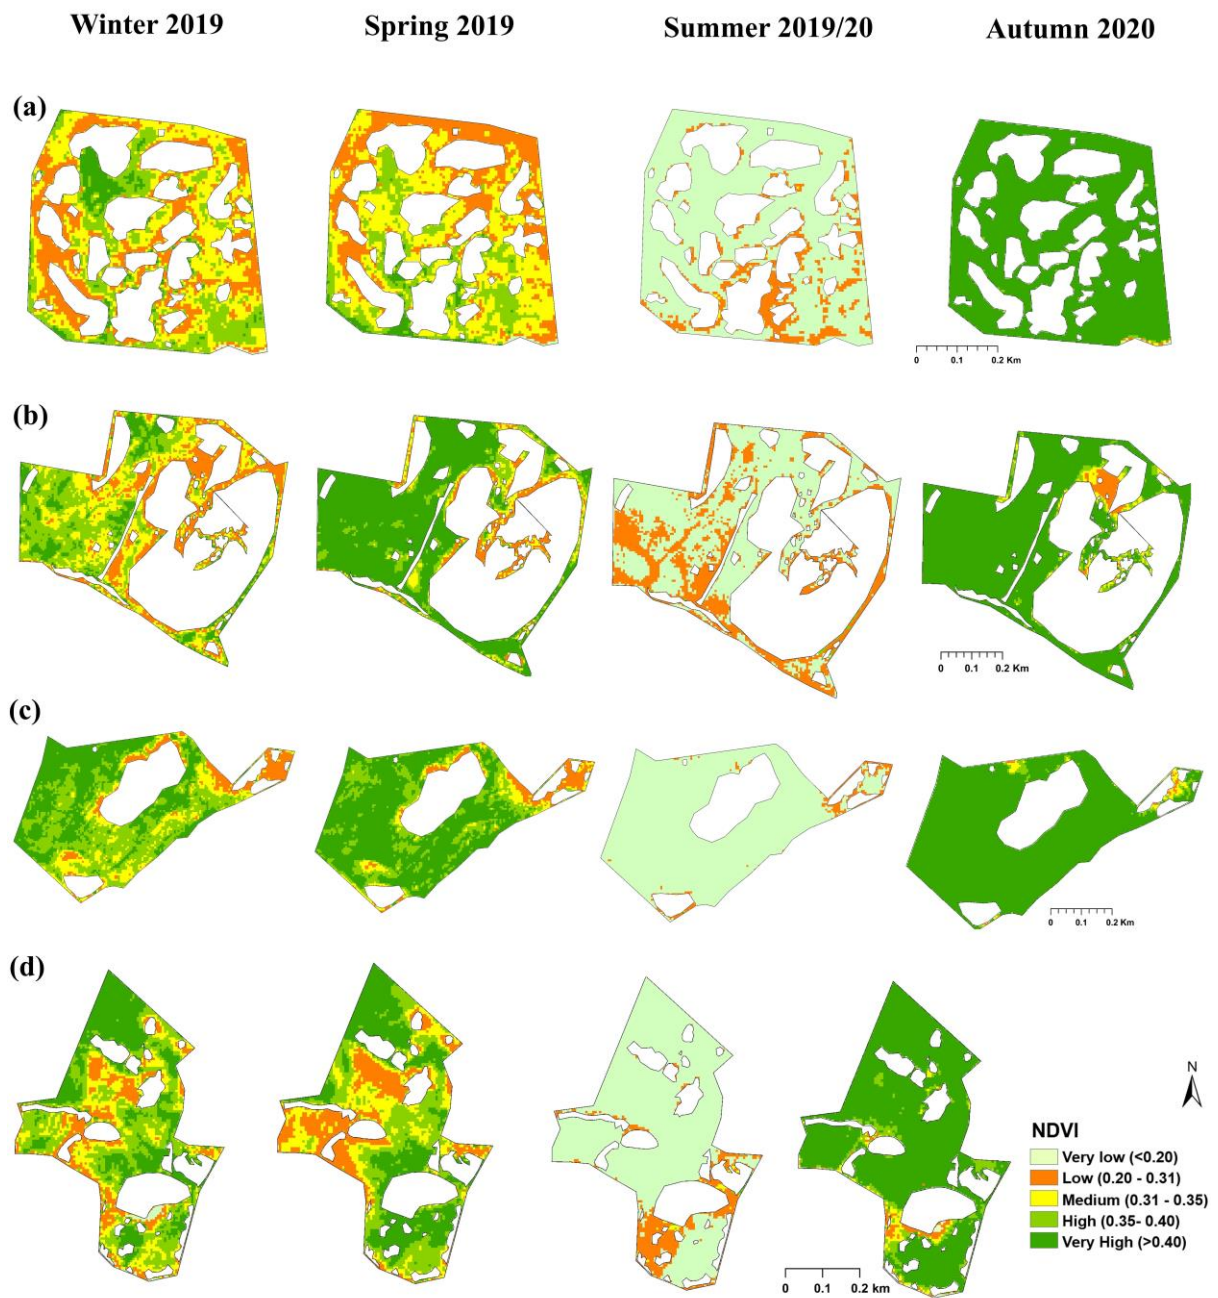 Winter 2019 Spring 2019 Summer 2019/20 Autumn 2020
(a)
0 0.1 0.2 Km
(b)
0 0.1 0.2 Km
(c)
0 0.1 0.2 Km
(d)
N
NDVI
Very low (<0.20)
Low (0.20 - 0.31)
Medium (0.31 - 0.35)
High (0.35- 0.40)
Very High (>0.40)
0 0.1 0.2 km